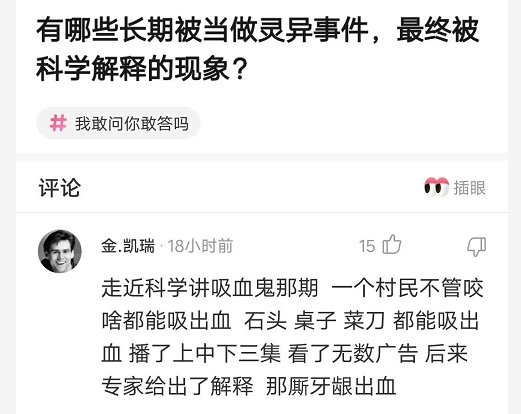 有哪些长期被当做灵异事件，最终被
科学解释的现象？
# 我敢问你敢答吗
评论
插眼
金.凯瑞 · 18小时前
15
走近科学讲吸血鬼那期 一个村民不管咬
啥都能吸出血 石头 桌子 菜刀 都能吸出
血 播了上中下三集 看了无数广告 后来
专家给出了解释 那厮牙龈出血